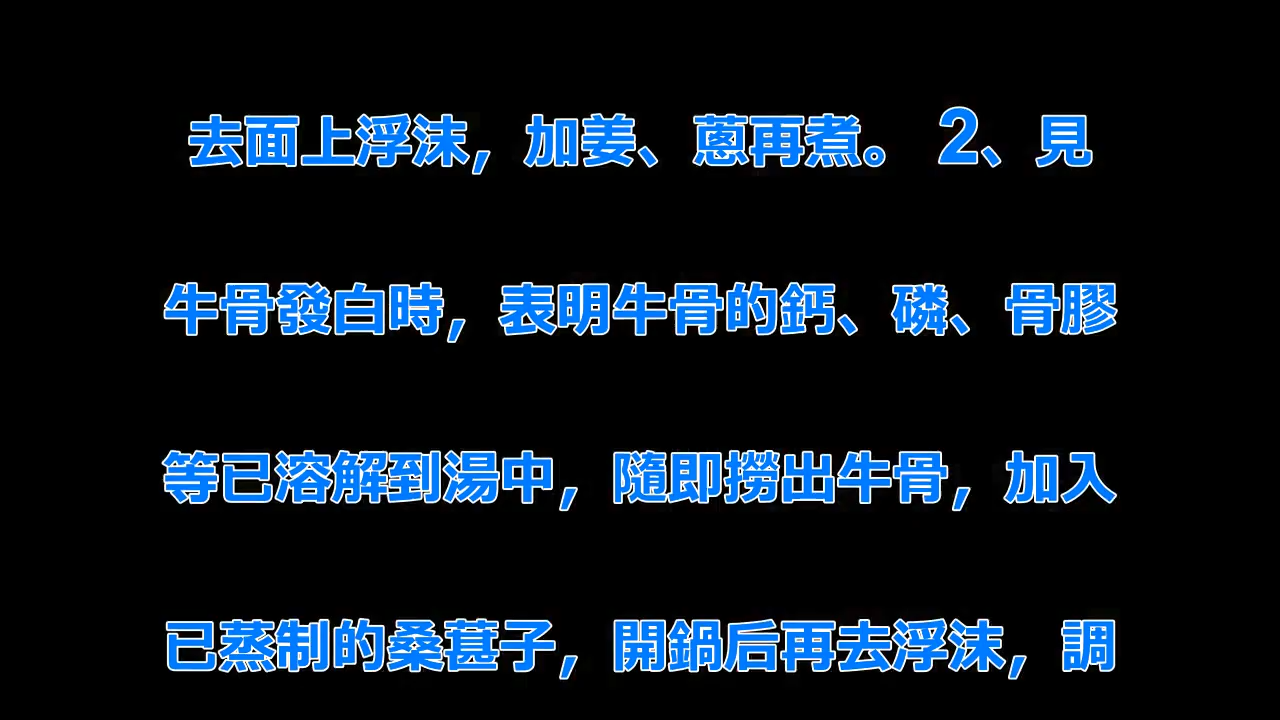 去面上浮沫，加姜、蔥再煮。 2、見
牛骨發白時，表明牛骨的鈣、磷、骨膠
等已溶解到湯中，隨即撈出牛骨，加入
已蒸制的桑葚子，開鍋后再去浮沫，調